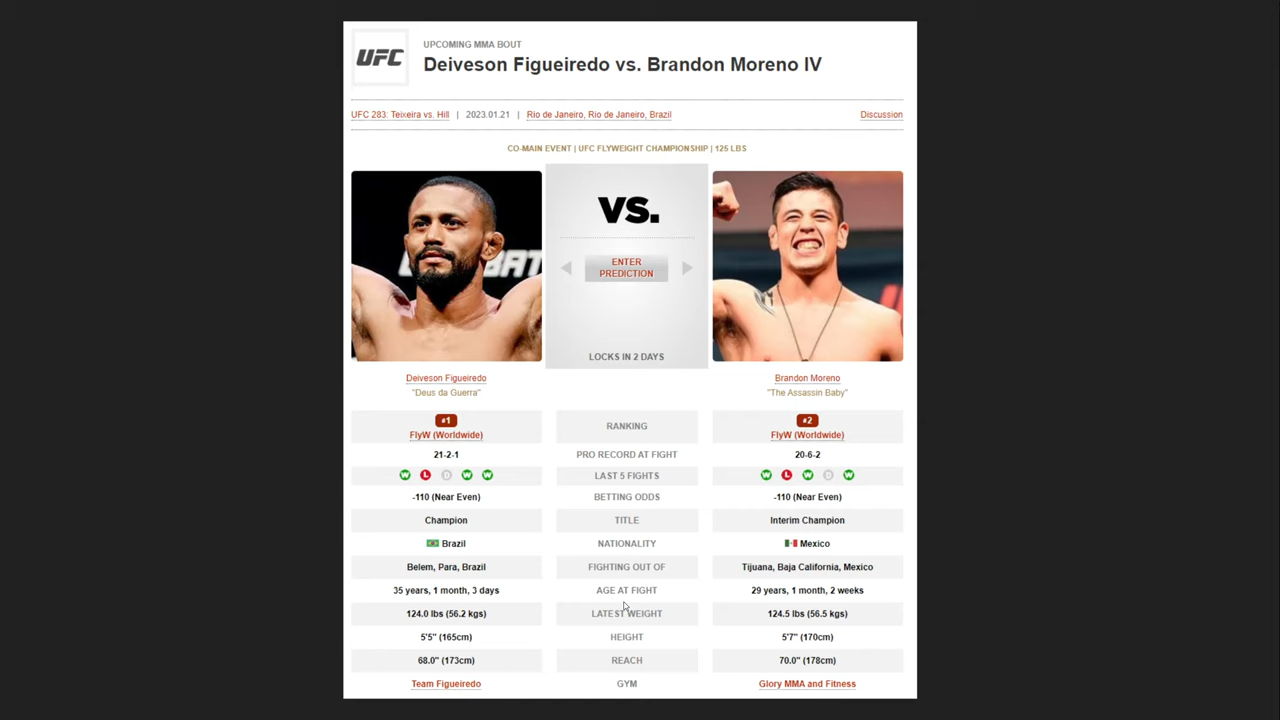 UFC
UPCOMING MMA BOUT
Deiveson Figueiredo vs. Brandon Moreno IV
UFC 283: Teixeira vs. Hill | 2023.01.21 | Rio de Janeiro, Rio de Janeiro, Brazil Discussion
CO-MAIN EVENT | UFC FLYWEIGHT CHAMPIONSHIP | 125 LBS
VS.
ENTER
PREDICTION
LOCKS IN 2 DAYS
Deiveson Figueiredo Brandon Moreno
"Deus da Guerra" "The Assassin Baby"
#1 #2
FlyW (Worldwide) RANKING FlyW (Worldwide)
21-2-1 PRO RECORD AT FIGHT 20-6-2
W L D W W LAST 5 FIGHTS W L W D W
-110 (Near Even) BETTING ODDS -110 (Near Even)
Champion TITLE Interim Champion
Brazil NATIONALITY Mexico
Belem, Para, Brazil FIGHTING OUT OF Tijuana, Baja California, Mexico
35 years, 1 month, 3 days AGE AT FIGHT 29 years, 1 month, 2 weeks
124.0 lbs (56.2 kgs) LATEST WEIGHT 124.5 lbs (56.5 kgs)
5'5" (165cm) HEIGHT 5'7" (170cm)
68.0" (173cm) REACH 70.0" (178cm)
Team Figueiredo GYM Glory MMA and Fitness